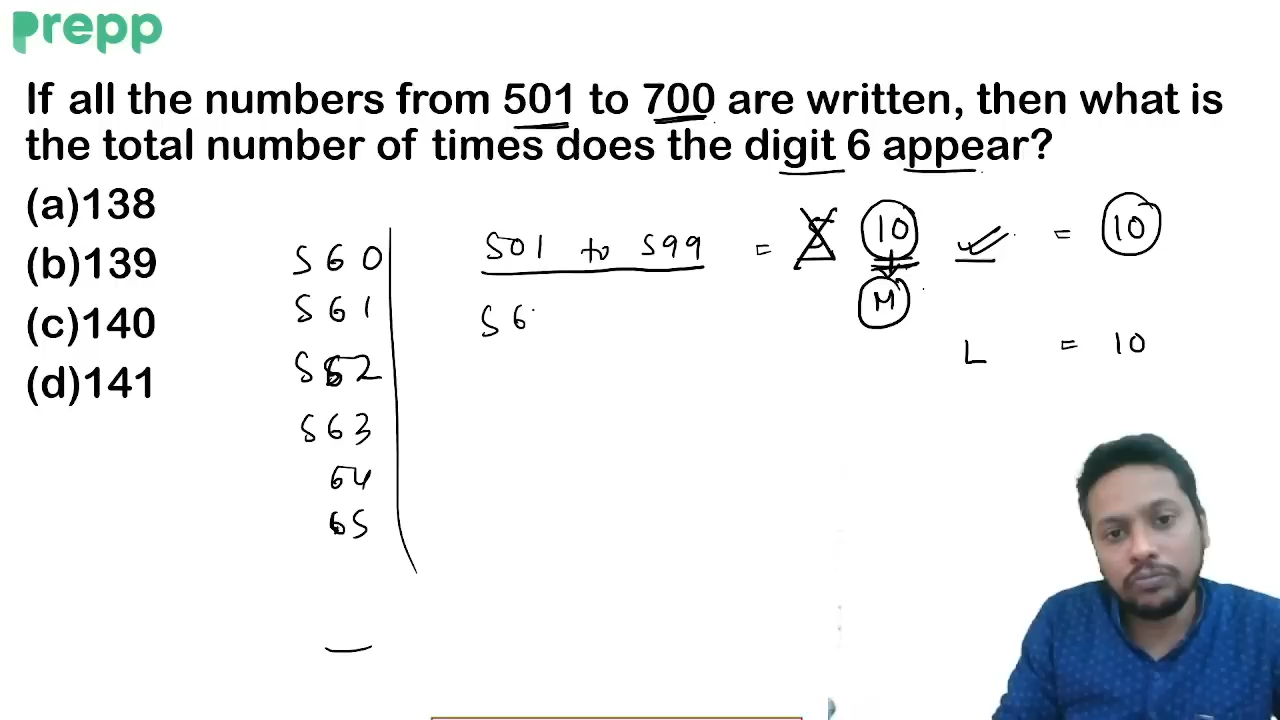 prepp
If all the numbers from 501 to 700 are written, then what is
the total number of times does the digit 6 appear?
(a)138
(b)139
(c)140
(d)141
501 to 599 = 5 10 = 10
M
56
L = 10
560
561
562
563
64
65